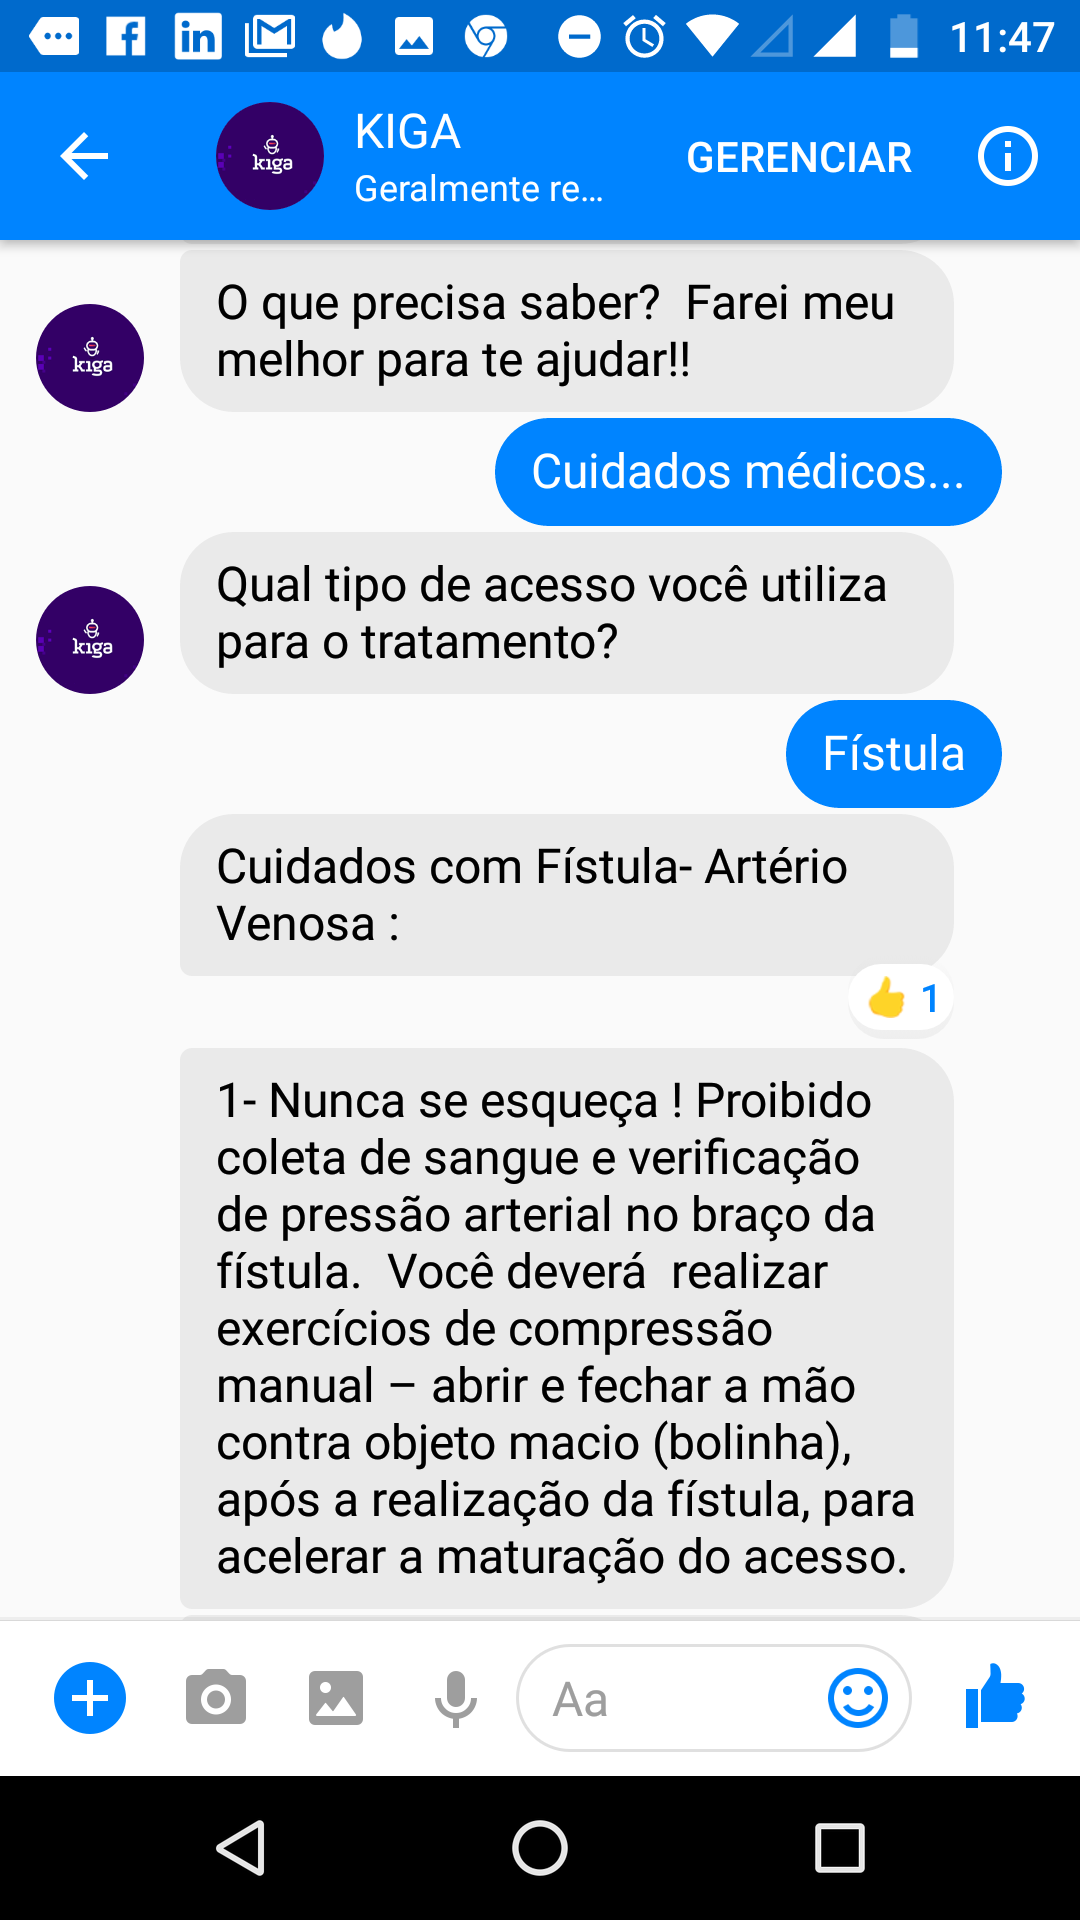 11:47
kiga
KIGA
Geralmente re...
GERENCIAR
O que precisa saber?  Farei meu
melhor para te ajudar!!
kiga
Cuidados médicos...
Qual tipo de acesso você utiliza
para o tratamento?
kiga
Fístula
Cuidados com Fístula- Artério
Venosa :
1
1- Nunca se esqueça ! Proibido
coleta de sangue e verificação
de pressão arterial no braço da
fístula.  Você deverá  realizar
exercícios de compressão
manual – abrir e fechar a mão
contra objeto macio (bolinha),
após a realização da fístula, para
acelerar a maturação do acesso.
Aa